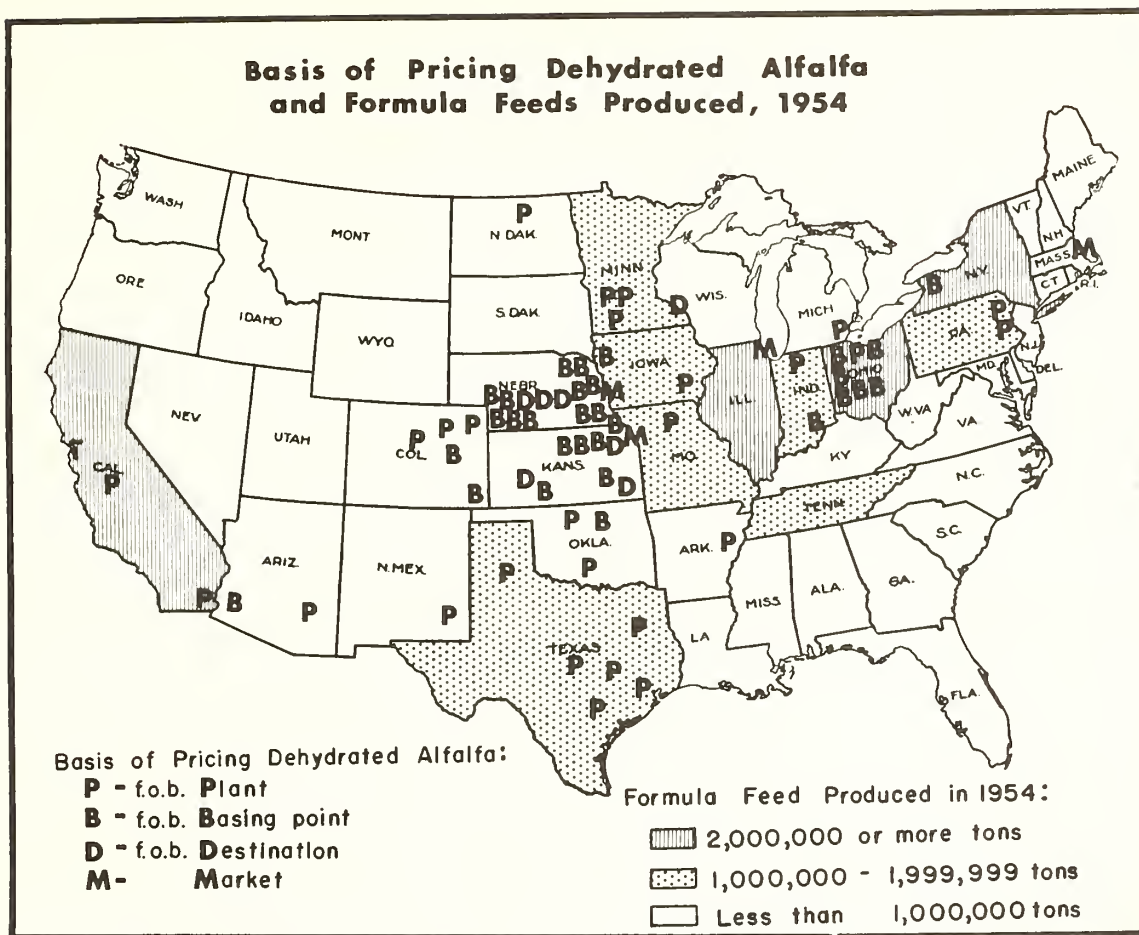 Basis of Pricing Dehydrated Alfalfa
and Formula Feeds Produced, 1954
WASH
ORE
IDAHO
MONT
WYO.
NEV.
UTAH
CAL.
P
P
B
ARIZ.
P
N.MEX.
P
COL.
P P P
B
B
P
N.DAK.
S.DAK.
NEBR.
B B
B B D D D B B M
B B B B B B
B
KANS.
B B B D M
D B B D
P B
OKLA.
P
P
TEXAS
P
P P P
P
MINN.
P P
P
D
WIS.
B
IOWA
P
P
MO.
ARK. P
LA.
M
ILL.
P
IND.
B
MICH
P
B P B
B OHIO
B B B B
KY.
TENN.
MISS.
ALA.
GA.
FLA.
S.C.
N.C.
VA.
W.VA.
MD.
DEL.
N.J.
PA.
P
P
N.Y.
B
CT.
R.I.
MASS. M
VT.
N.H.
MAINE
Basis of Pricing Dehydrated Alfalfa:
P - f.o.b. Plant
B - f.o.b. Basing point
D - f.o.b. Destination
M - Market
Formula Feed Produced in 1954:
2,000,000 or more tons
1,000,000 - 1,999,999 tons
Less than 1,000,000 tons